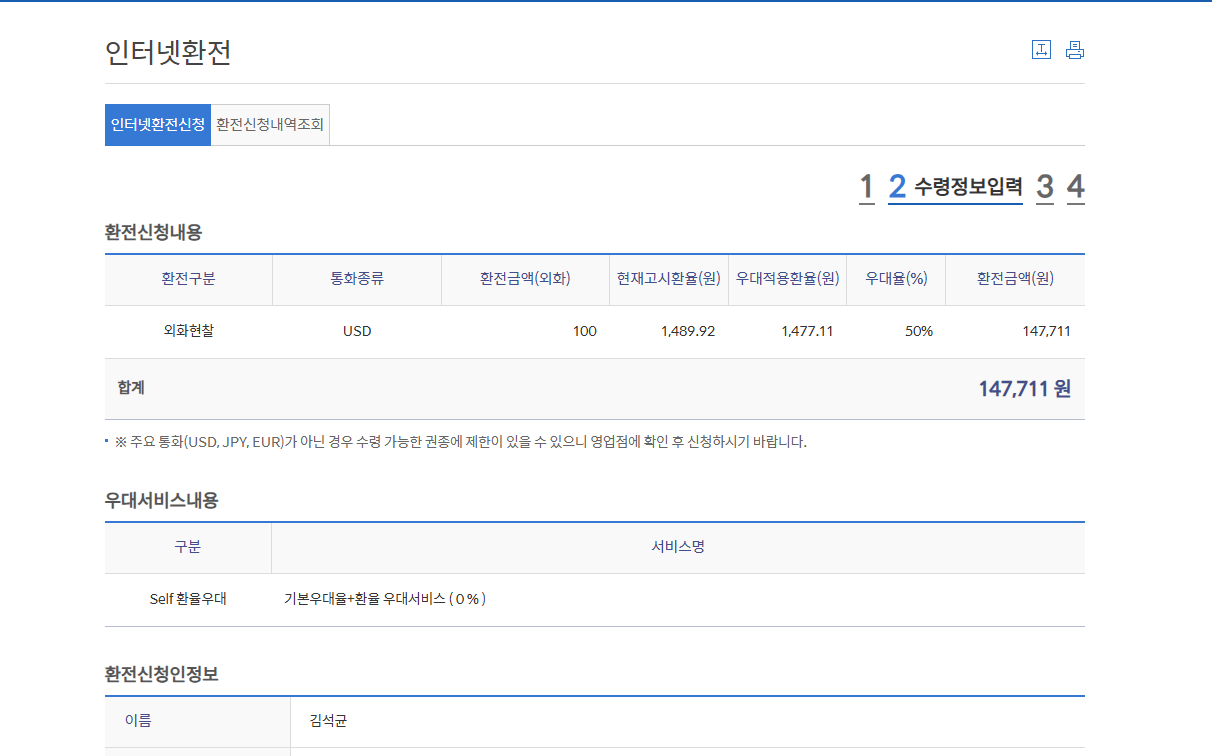 인터넷환전
인터넷환전신청 환전신청내역조회
1 2 수령정보입력 3 4
환전신청내용
환전구분 통화종류 환전금액(외화) 현재고시환율(원) 우대적용환율(원) 우대율(%) 환전금액(원)
외화현찰 USD 100 1,489.92 1,477.11 50% 147,711
합계 147,711 원
※ 주요 통화(USD, JPY, EUR)가 아닌 경우 수령 가능한 권종에 제한이 있을 수 있으니 영업점에 확인 후 신청하시기 바랍니다.
우대서비스내용
구분 서비스명
Self 환율우대 기본우대율+환율 우대서비스 ( 0 % )
환전신청인정보
이름 김석균